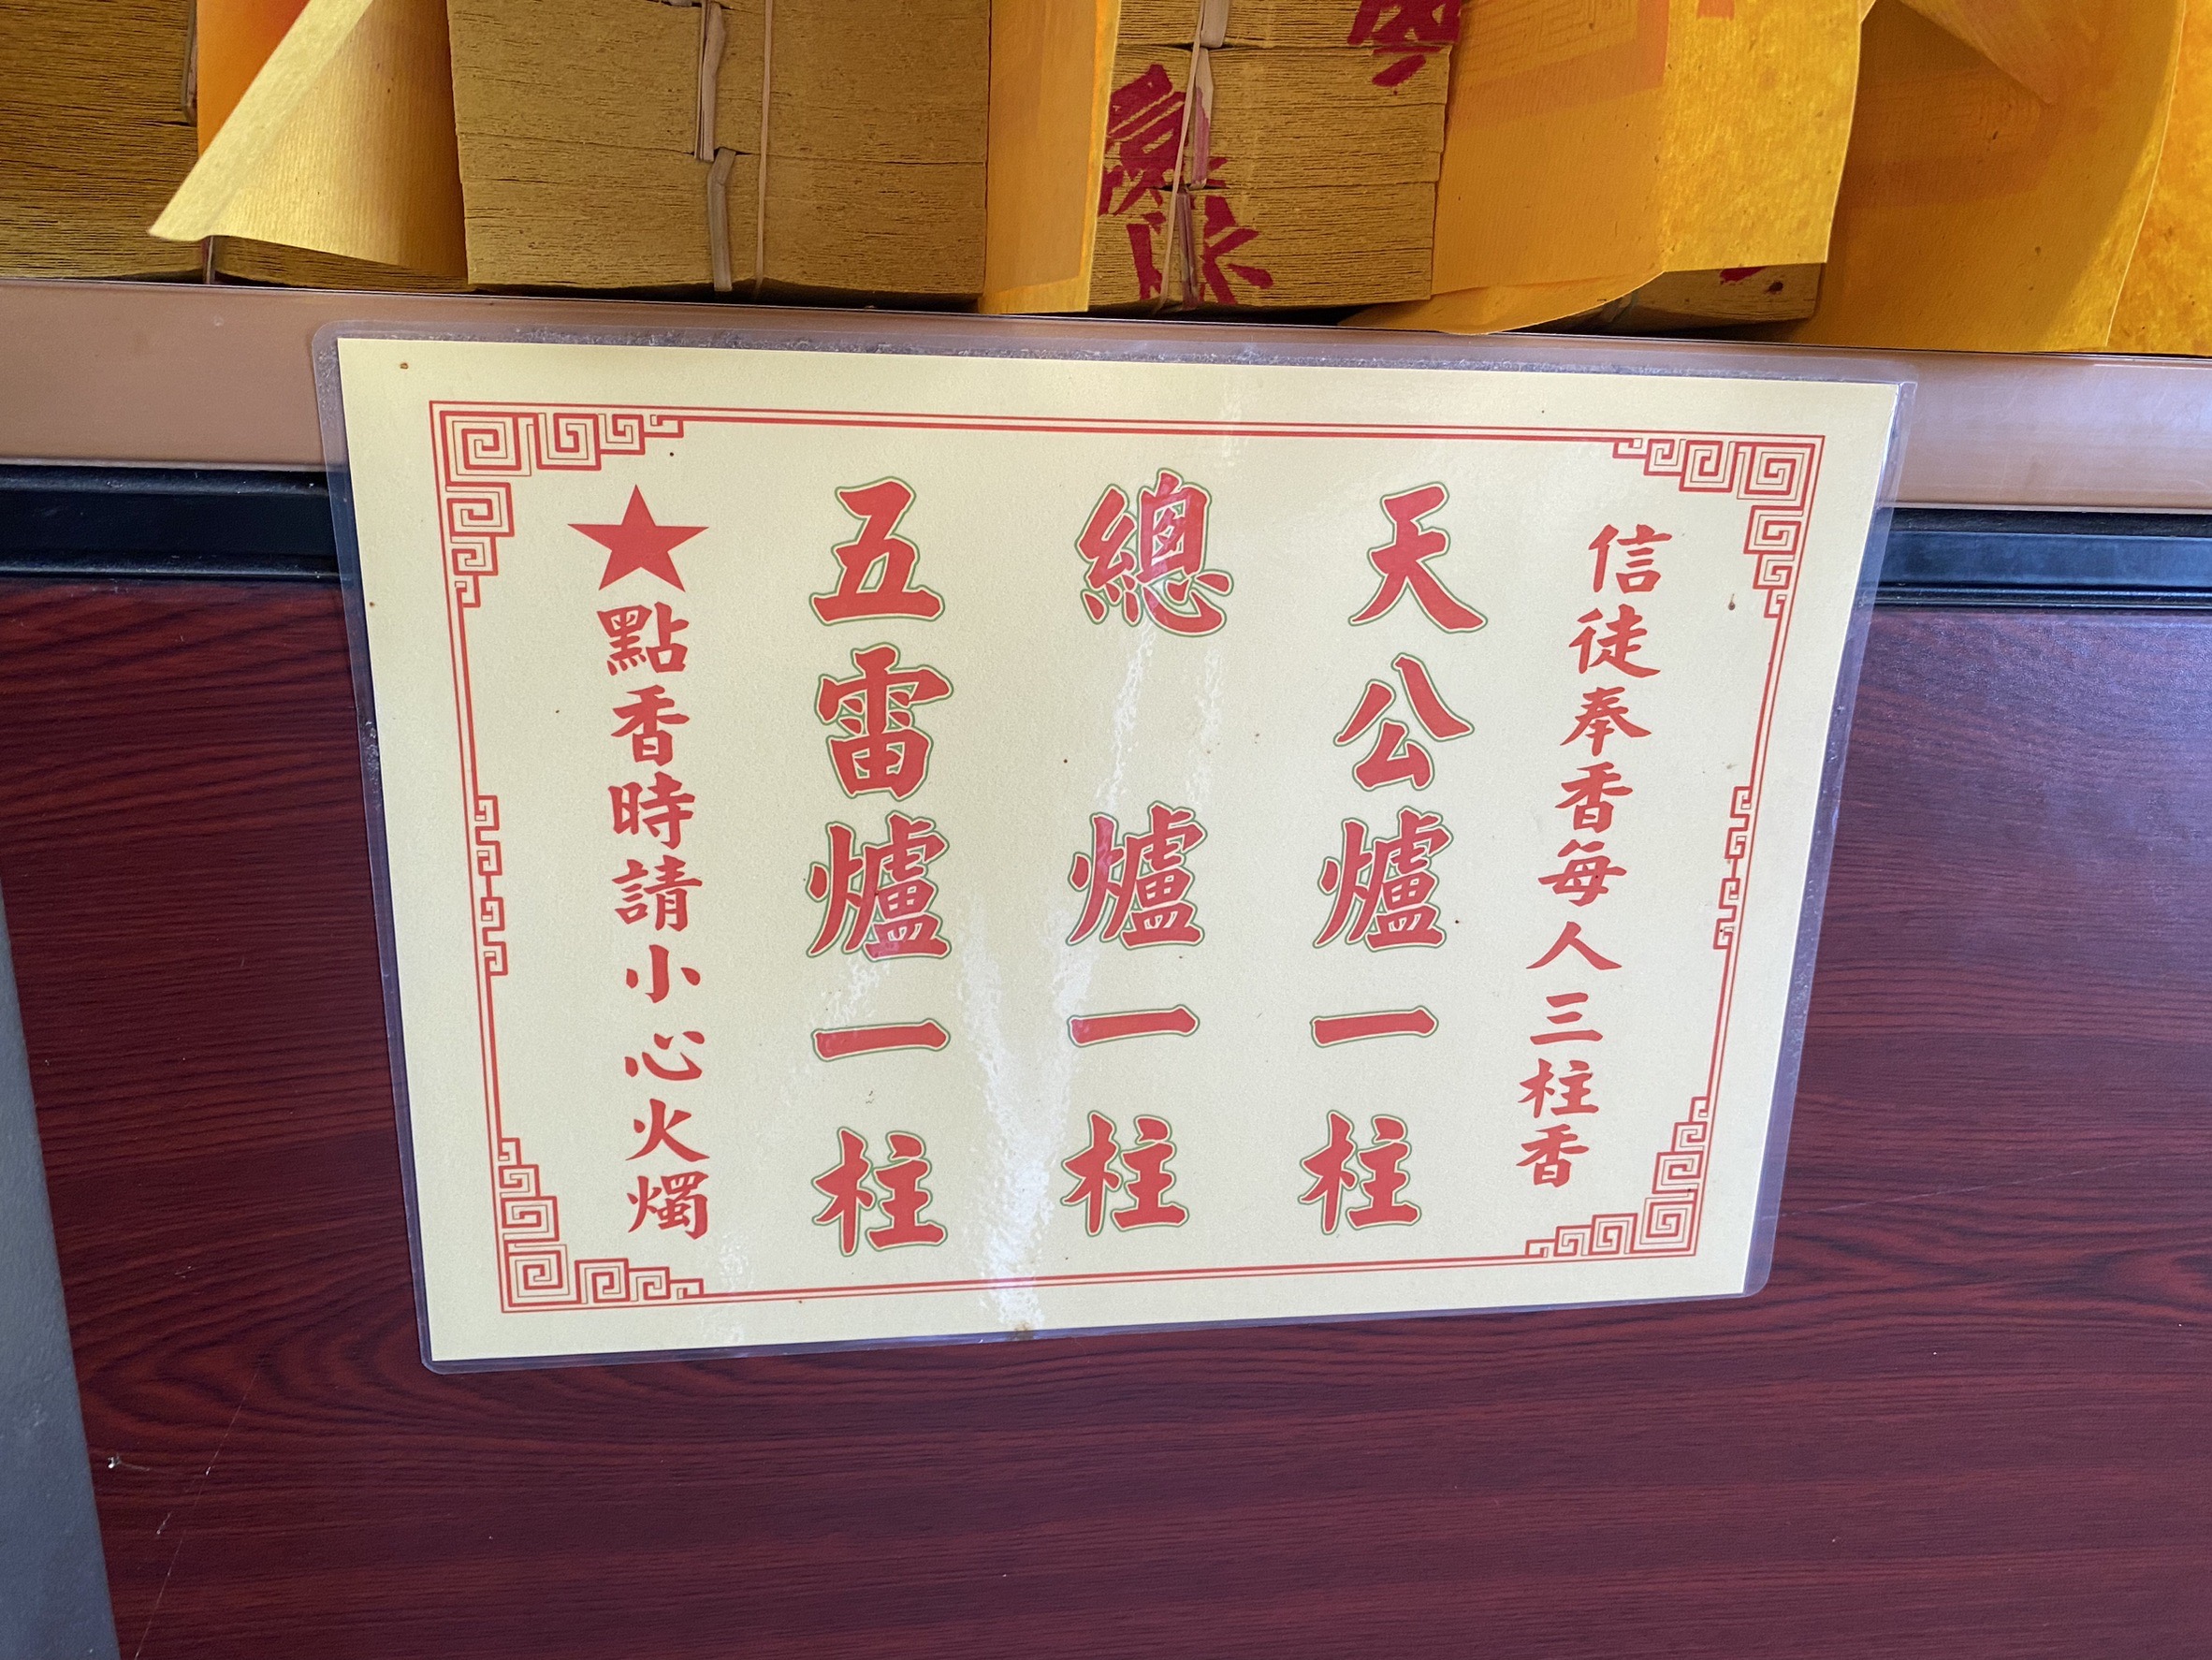 信徒奉香每人三柱香
天公爐一柱
總爐一柱
五雷爐一柱
★點香時請小心火燭